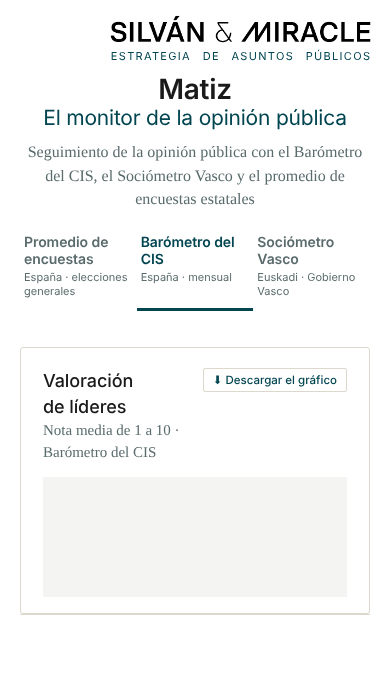 SILVÁN & MIRACLE
ESTRATEGIA DE ASUNTOS PÚBLICOS
Matiz
El monitor de la opinión pública
Seguimiento de la opinión pública con el Barómetro
del CIS, el Sociómetro Vasco y el promedio de
encuestas estatales
Promedio de
encuestas
España · elecciones
generales
Barómetro del
CIS
España · mensual
Sociómetro
Vasco
Euskadi · Gobierno
Vasco
Valoración
de líderes
⬇ Descargar el gráfico
Nota media de 1 a 10 ·
Barómetro del CIS